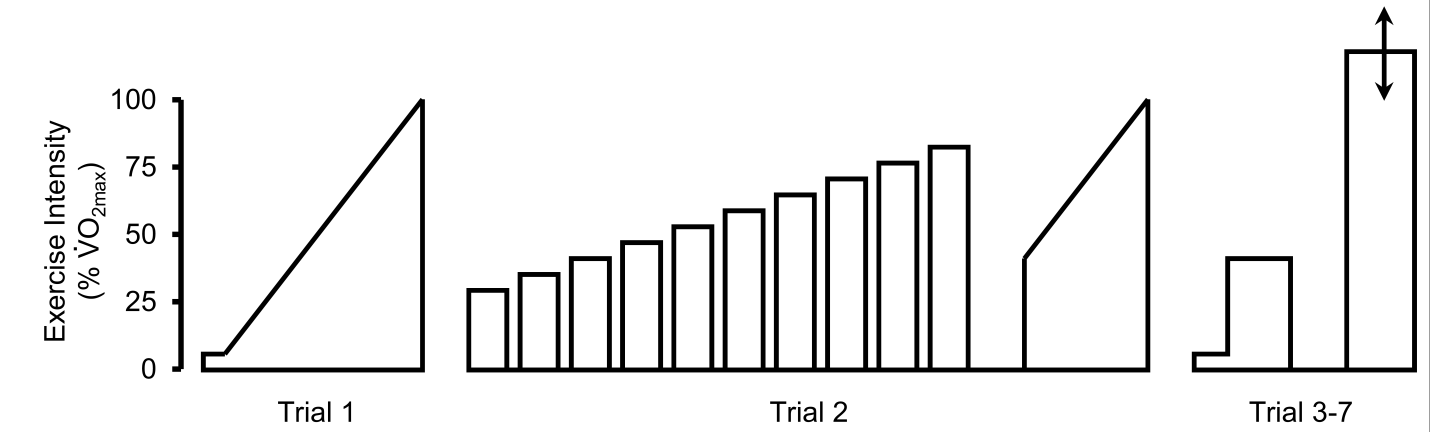 Exercise Intensity
(% V̇O2max)
100
75
50
25
0
Trial 1
Trial 2
Trial 3-7